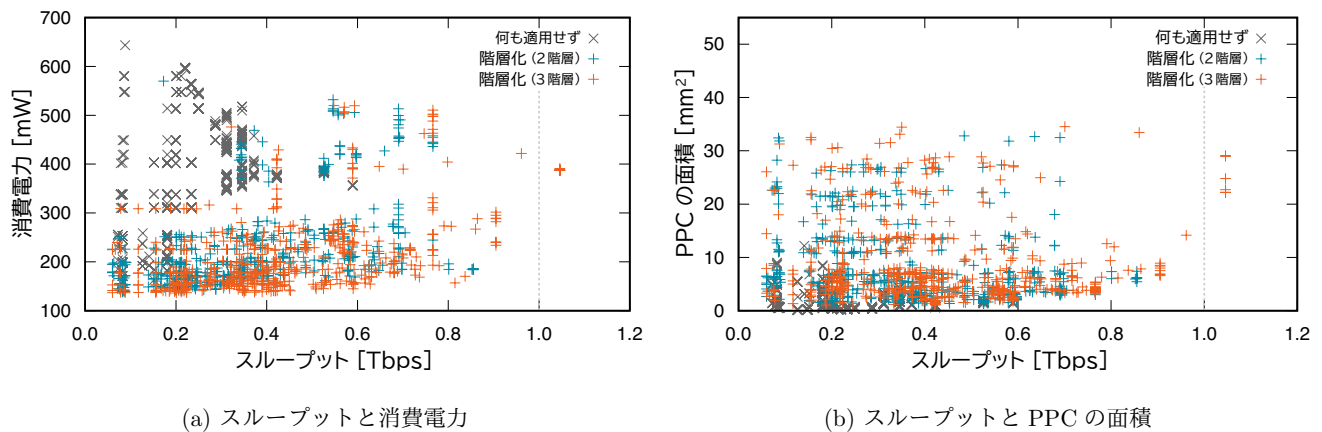 700
600
500
400
300
200
100
消費電力 [mW]
0.0 0.2 0.4 0.6 0.8 1.0 1.2
スループット [Tbps]
何も適用せず
階層化 (2階層)
階層化 (3階層)
(a) スループットと消費電力
50
40
30
20
10
0
PPC の面積 [mm²]
0.0 0.2 0.4 0.6 0.8 1.0 1.2
スループット [Tbps]
何も適用せず
階層化 (2階層)
階層化 (3階層)
(b) スループットと PPC の面積